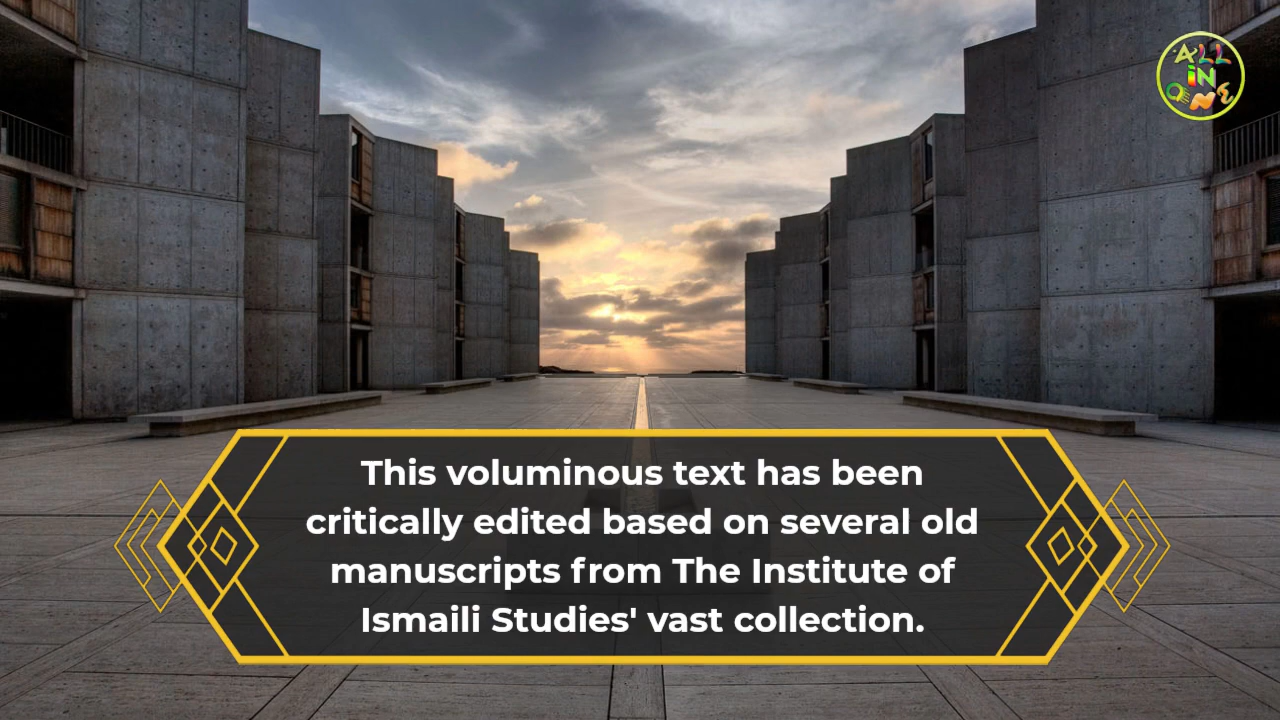 ALL
iN
ONE
This voluminous text has been
critically edited based on several old
manuscripts from The Institute of
Ismaili Studies' vast collection.